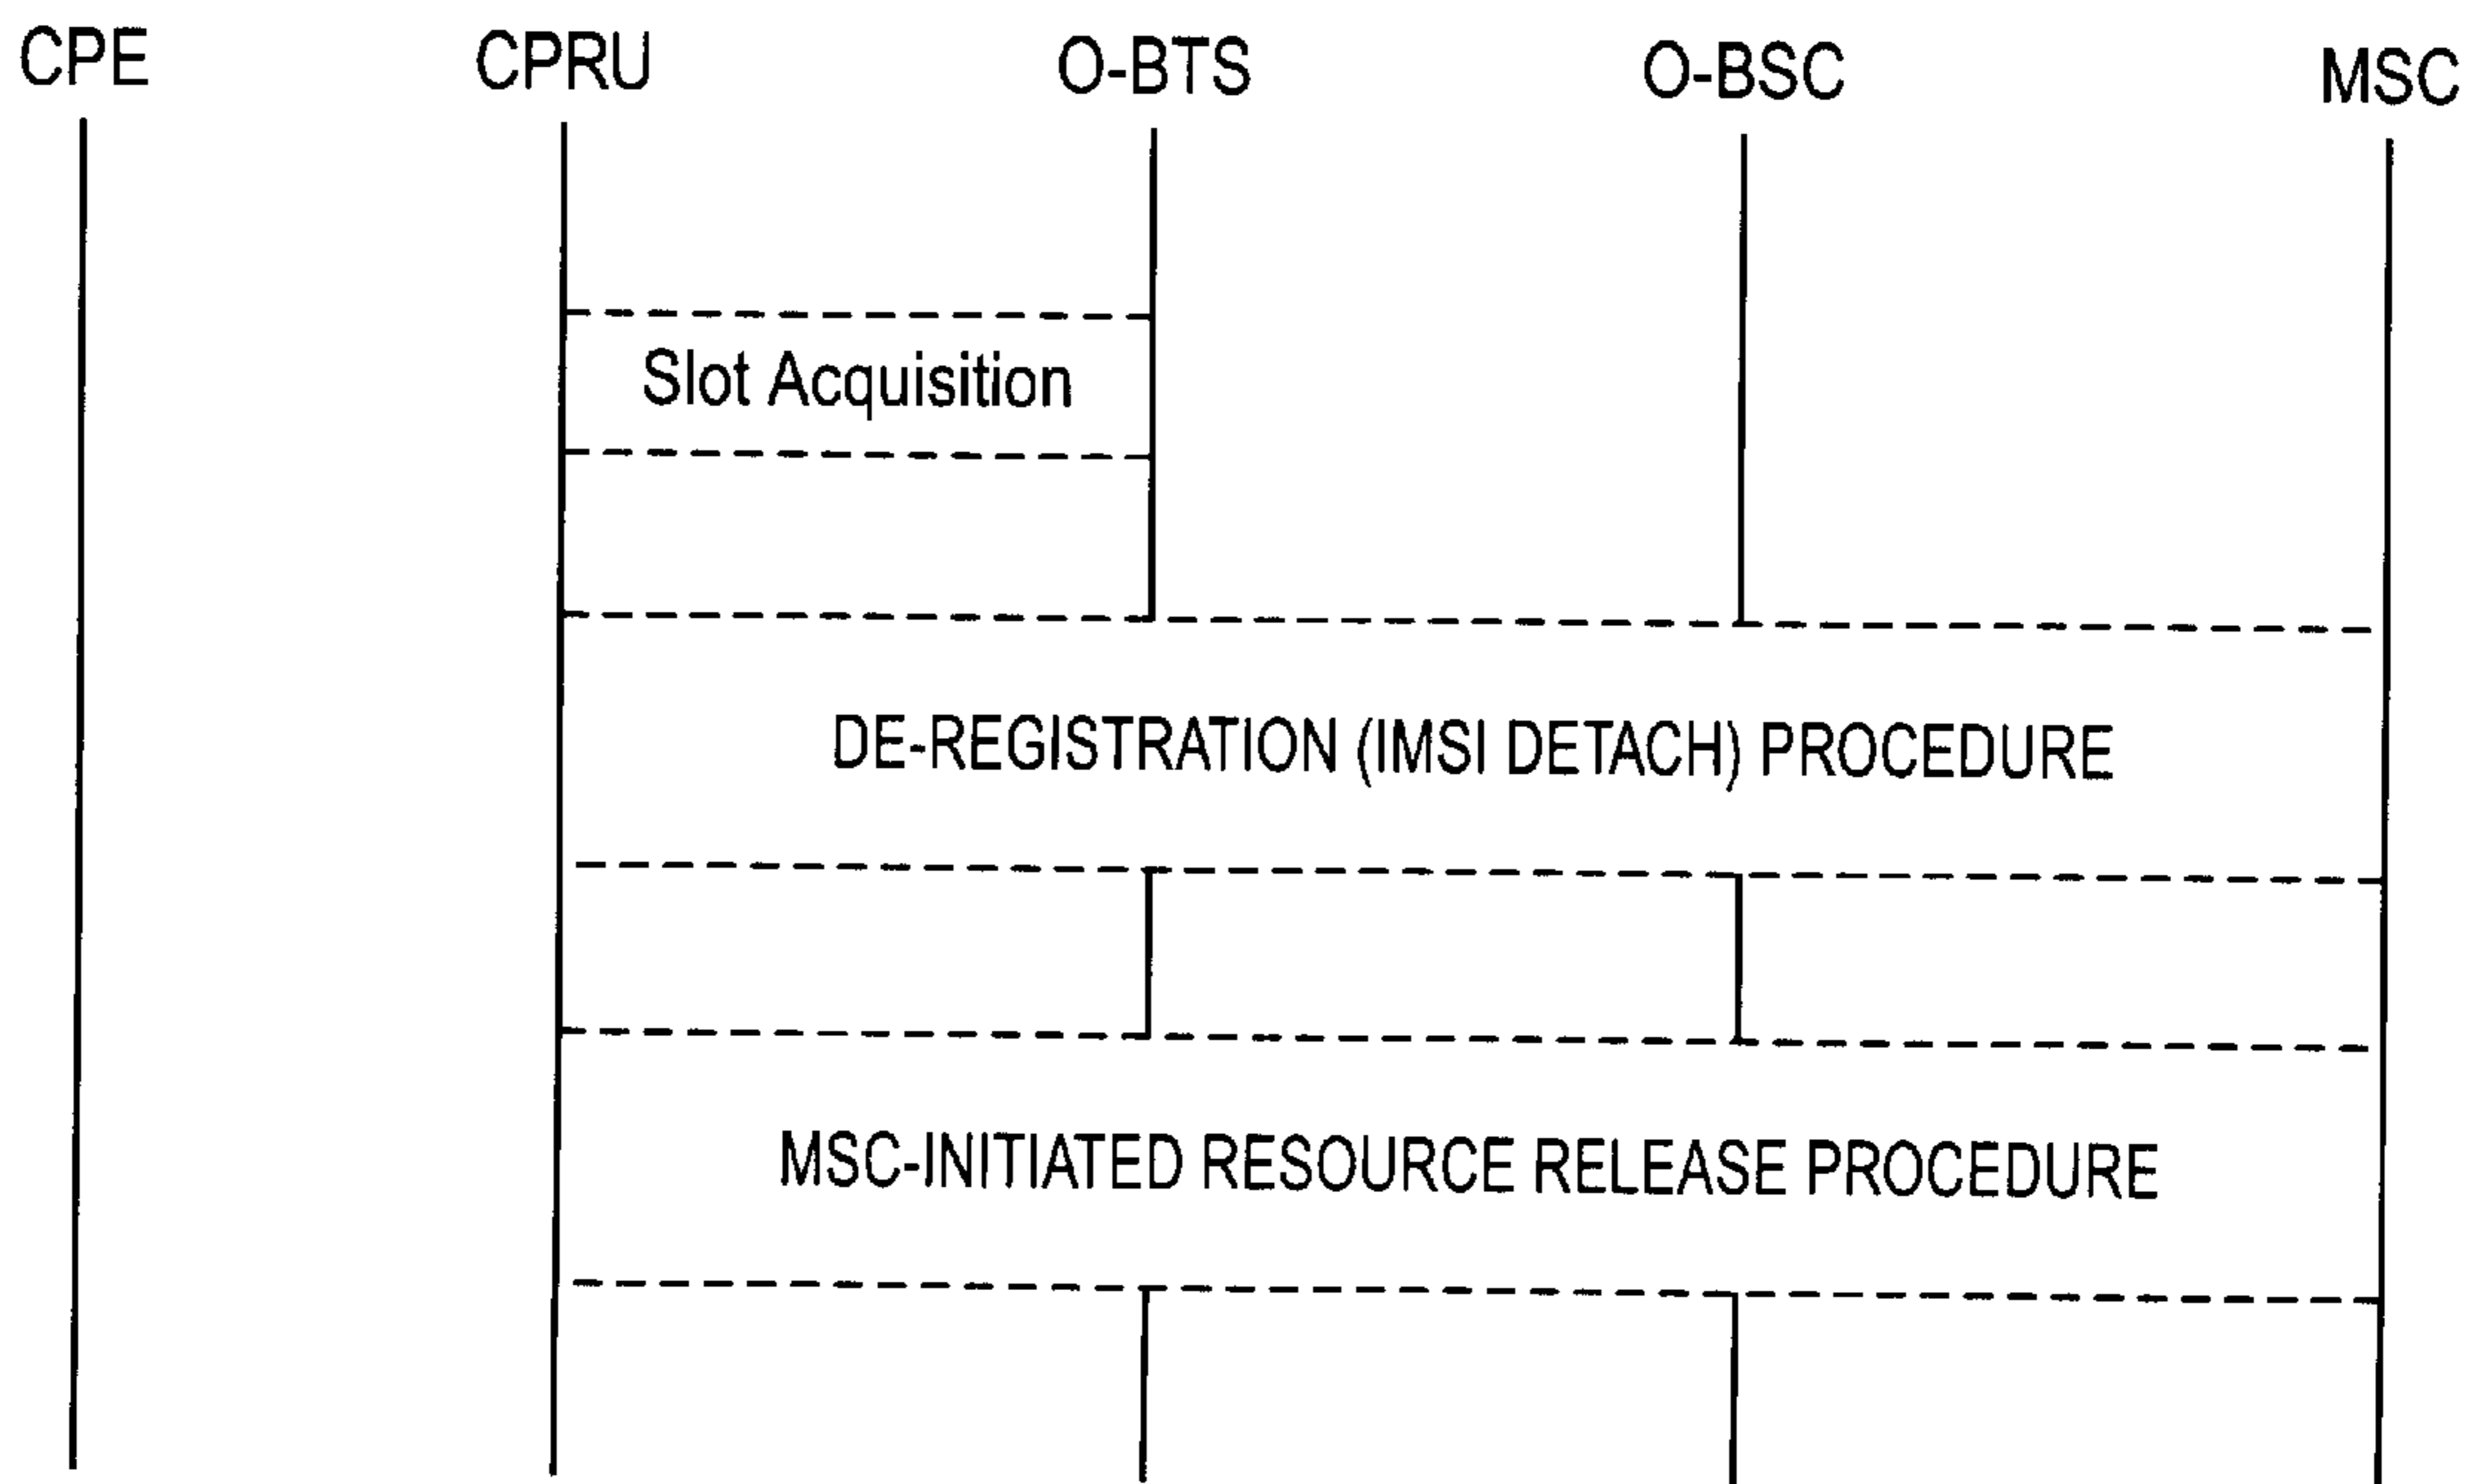 CPE CPRU O-BTS O-BSC MSC
Slot Acquisition
DE-REGISTRATION (IMSI DETACH) PROCEDURE
MSC-INITIATED RESOURCE RELEASE PROCEDURE